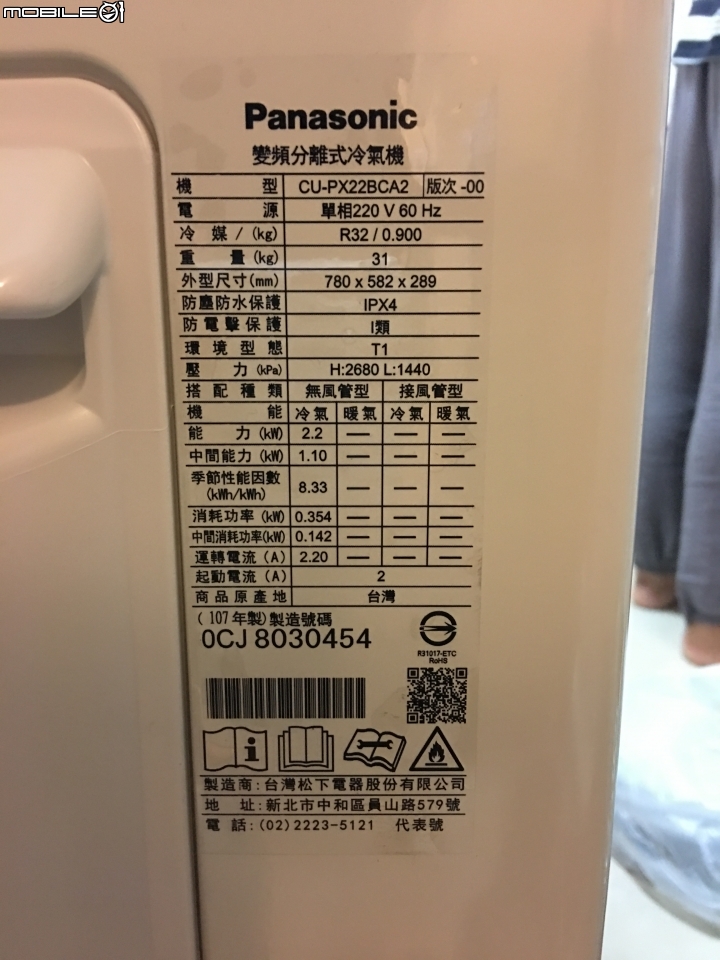 MOBILE01
Panasonic
變頻分離式冷氣機
機型 CU-PX22BCA2 版次 -00
電源 單相220 V 60 Hz
冷媒/(kg) R32 / 0.900
重量(kg) 31
外型尺寸(mm) 780 x 582 x 289
防塵防水保護 IPX4
防電擊保護 I類
環境型態 T1
壓力(kPa) H:2680 L:1440
搭配種類 無風管型 接風管型
機能 冷氣 暖氣 冷氣 暖氣
能力(kW) 2.2 — — —
中間能力(kW) 1.10 — — —
季節性能因數(kWh/kWh) 8.33 — — —
消耗功率(kW) 0.354 — — —
中間消耗功率(kW) 0.142 — — —
運轉電流(A) 2.20 — — —
起動電流(A) 2
商品原產地 台灣
(107年製)製造號碼
0CJ 8030454
R31017-ETC
RoHS
製造商:台灣松下電器股份有限公司
地址:新北市中和區員山路579號
電話:(02)2223-5121 代表號